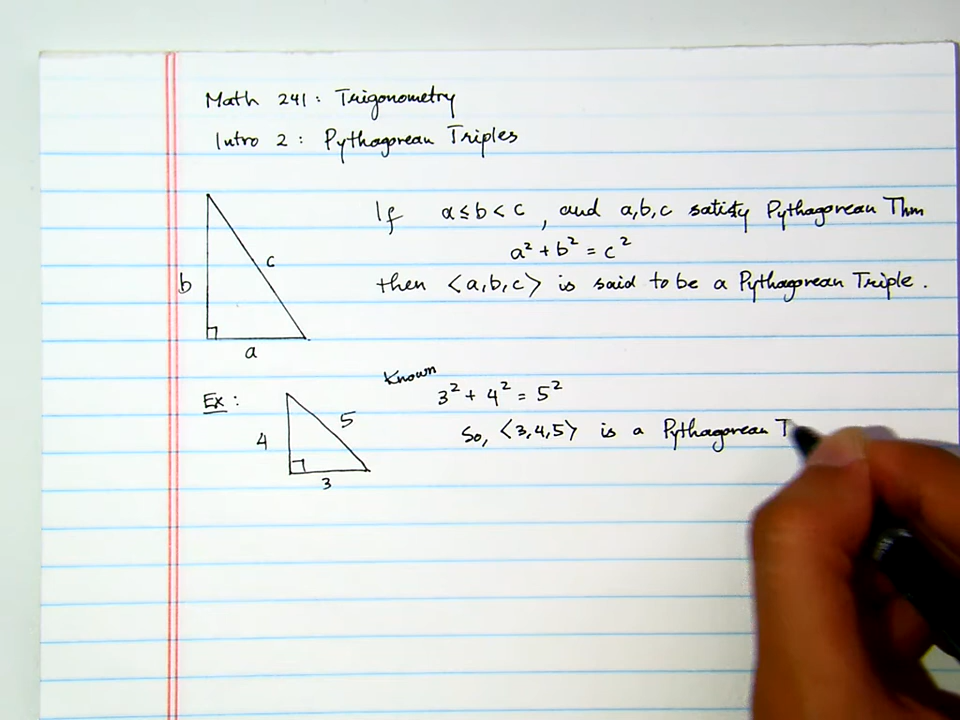 Math 241: Trigonometry
Intro 2: Pythagorean Triples
If a ≤ b < c, and a,b,c satisfy Pythagorean Thm
a² + b² = c²
then <a,b,c> is said to be a Pythagorean Triple.
b
c
a
Known
Ex:
3² + 4² = 5²
4
5
So, <3,4,5> is a Pythagorean T
3